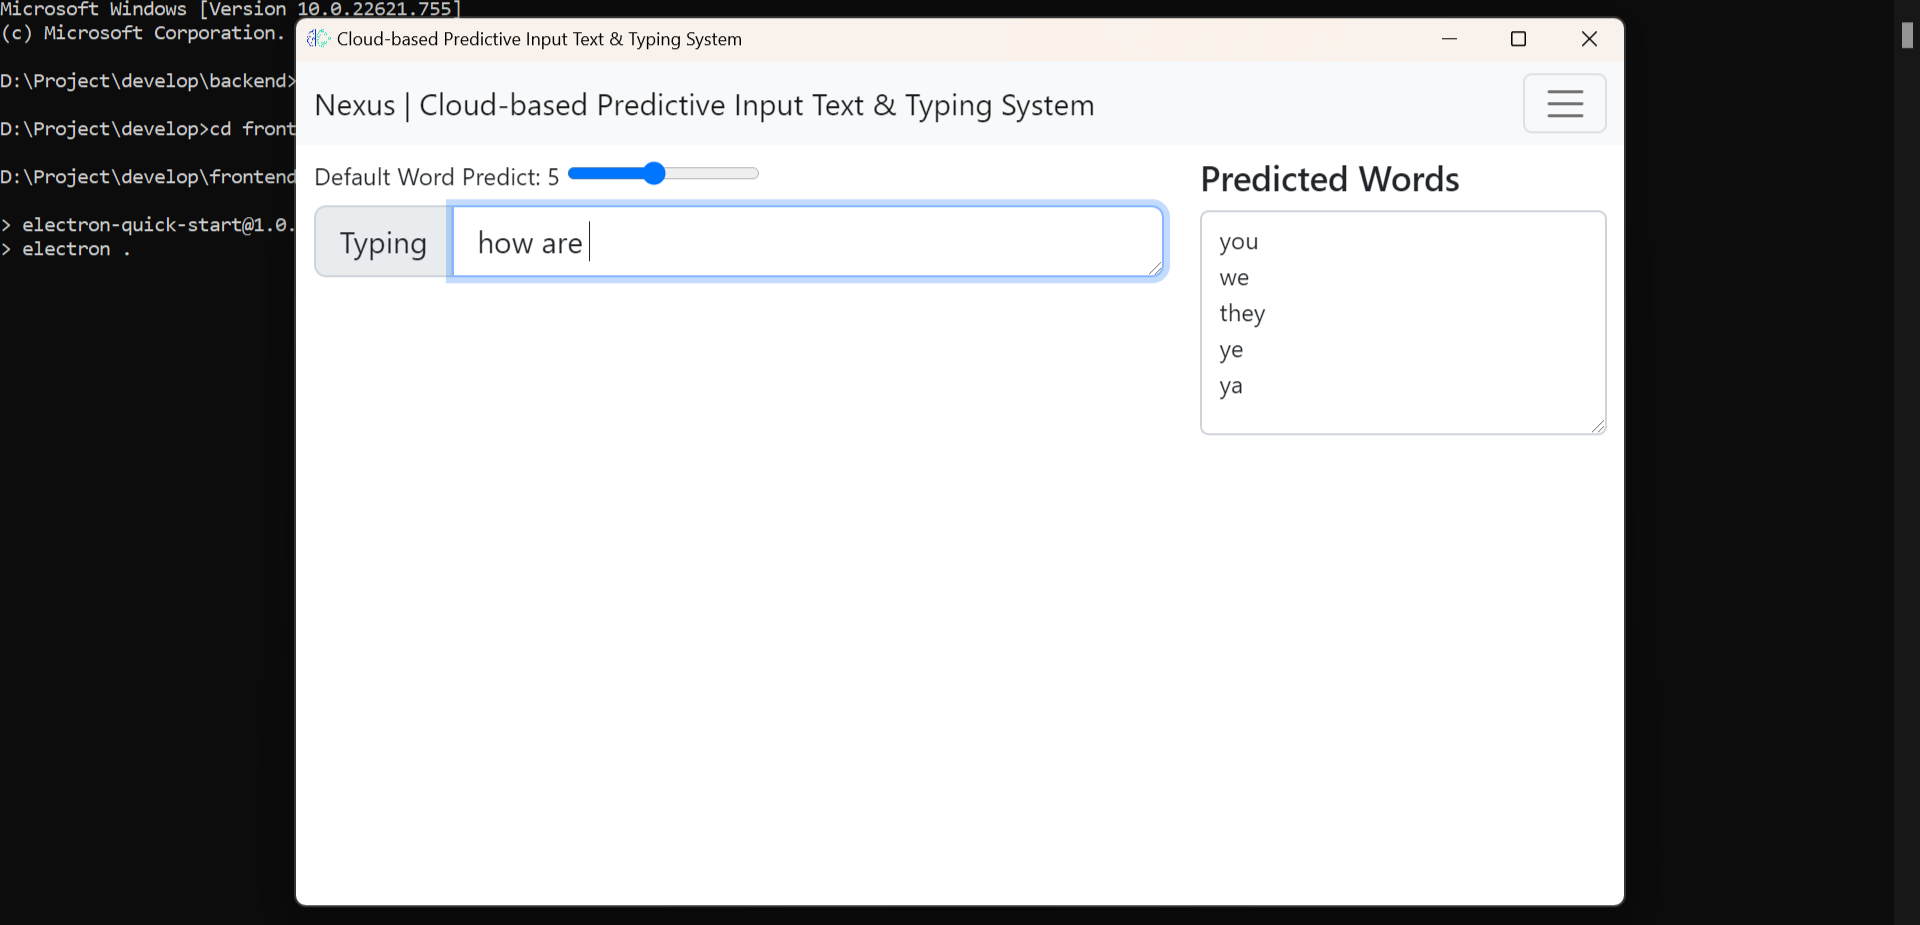 Microsoft Windows [Version 10.0.22621.755]
(c) Microsoft Corporation.
D:\Project\develop\backend>
D:\Project\develop>cd front
D:\Project\develop\frontend
> electron-quick-start@1.0.
> electron .
Cloud-based Predictive Input Text & Typing System
Nexus | Cloud-based Predictive Input Text & Typing System
Default Word Predict: 5
Typing
how are
Predicted Words
you
we
they
ye
ya